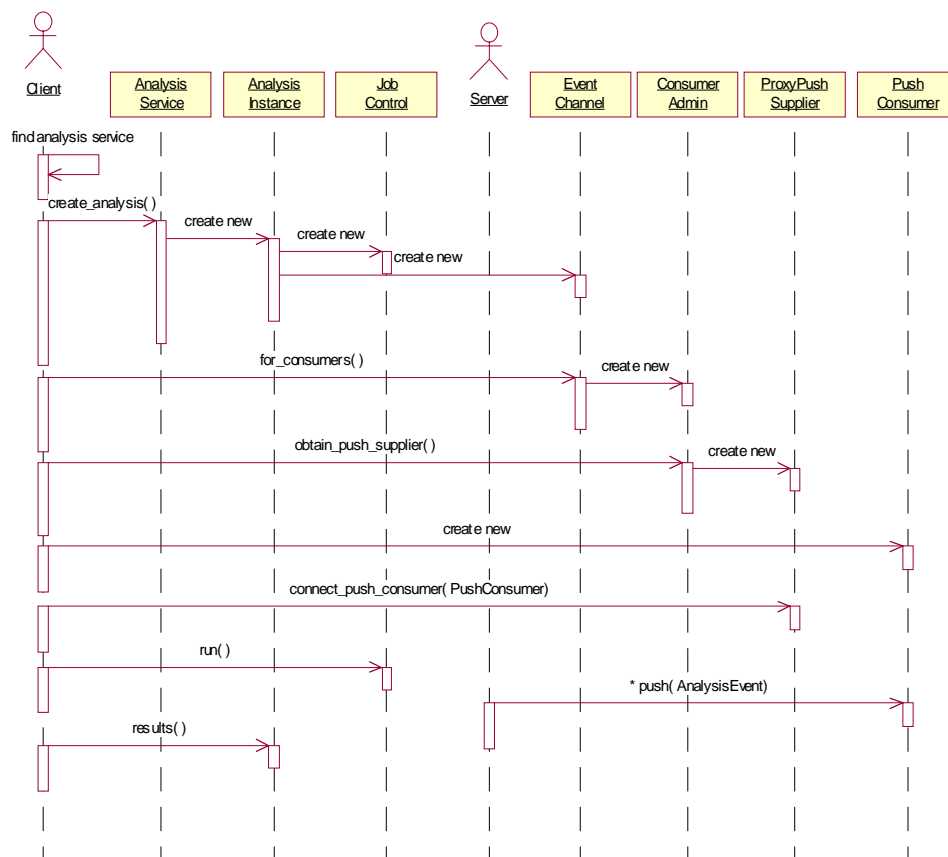 Client
Analysis
Service
Analysis
Instance
Job
Control
Server
Event
Channel
Consumer
Admin
ProxyPush
Supplier
Push
Consumer
find analysis service
create_analysis( )
create new
create new
create new
for_consumers( )
create new
obtain_push_supplier( )
create new
create new
connect_push_consumer( PushConsumer)
run( )
* push( AnalysisEvent)
results( )